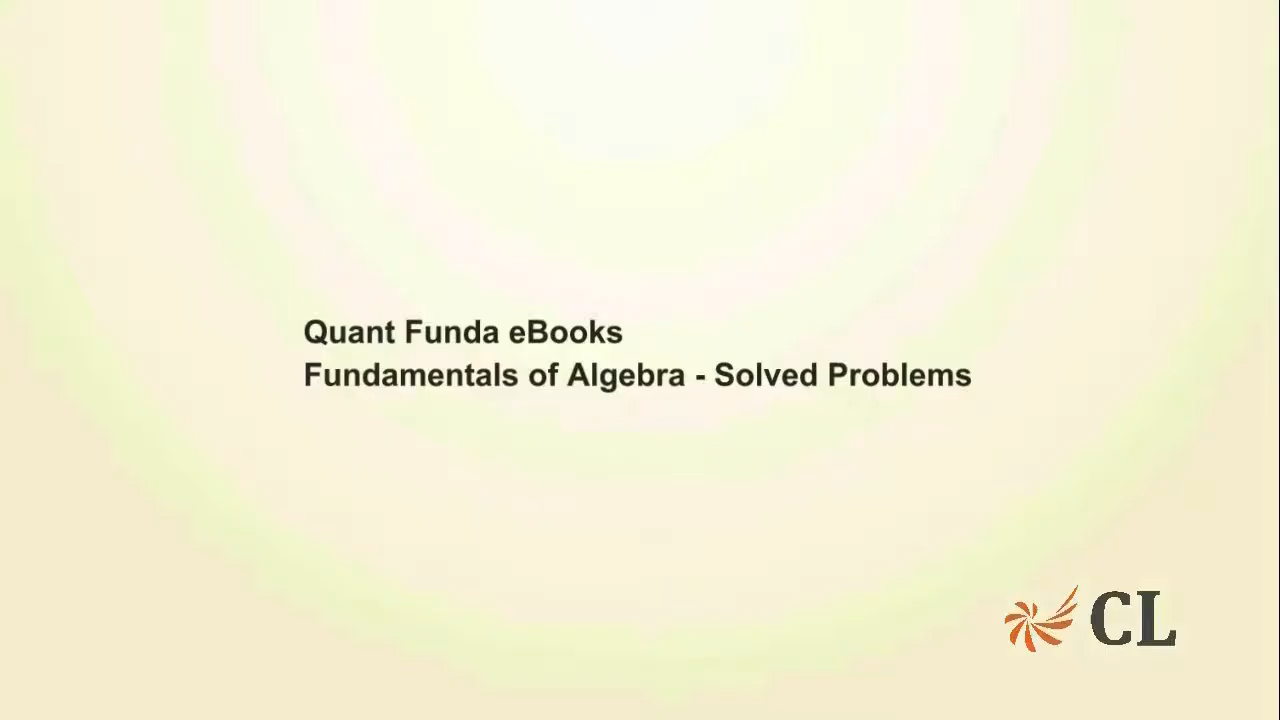 Quant Funda eBooks
Fundamentals of Algebra - Solved Problems
CL